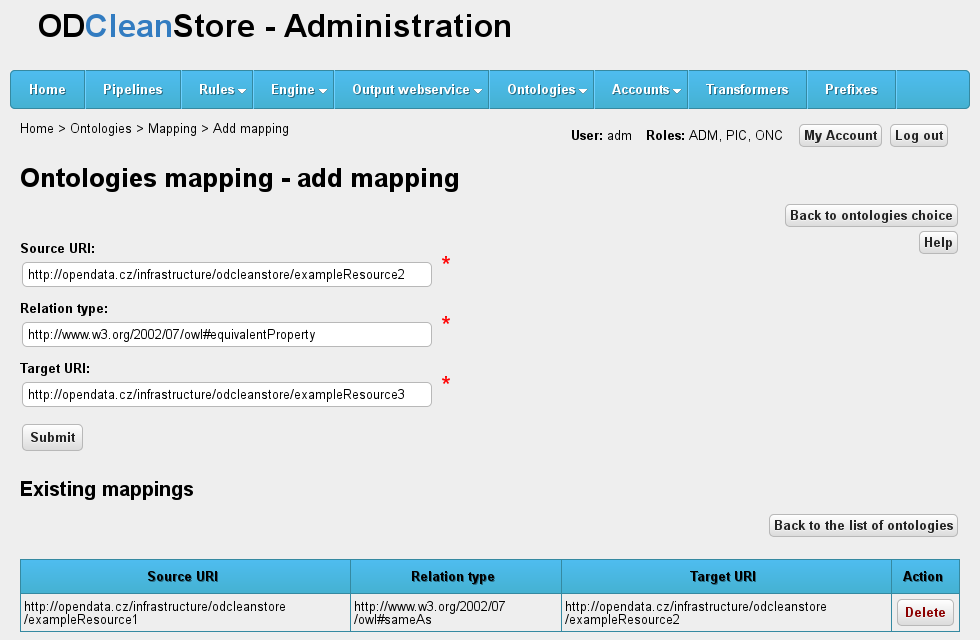 ODCleanStore - Administration
Home Pipelines Rules Engine Output webservice Ontologies Accounts Transformers Prefixes
Home > Ontologies > Mapping > Add mapping
User: adm Roles: ADM, PIC, ONC My Account Log out
Ontologies mapping - add mapping
Back to ontologies choice
Help
Source URI:
http://opendata.cz/infrastructure/odcleanstore/exampleResource2 *
Relation type:
http://www.w3.org/2002/07/owl#equivalentProperty *
Target URI:
http://opendata.cz/infrastructure/odcleanstore/exampleResource3 *
Submit
Existing mappings
Back to the list of ontologies
Source URI Relation type Target URI Action
http://opendata.cz/infrastructure/odcleanstore http://www.w3.org/2002/07 http://opendata.cz/infrastructure/odcleanstore
/exampleResource1 /owl#sameAs /exampleResource2 Delete